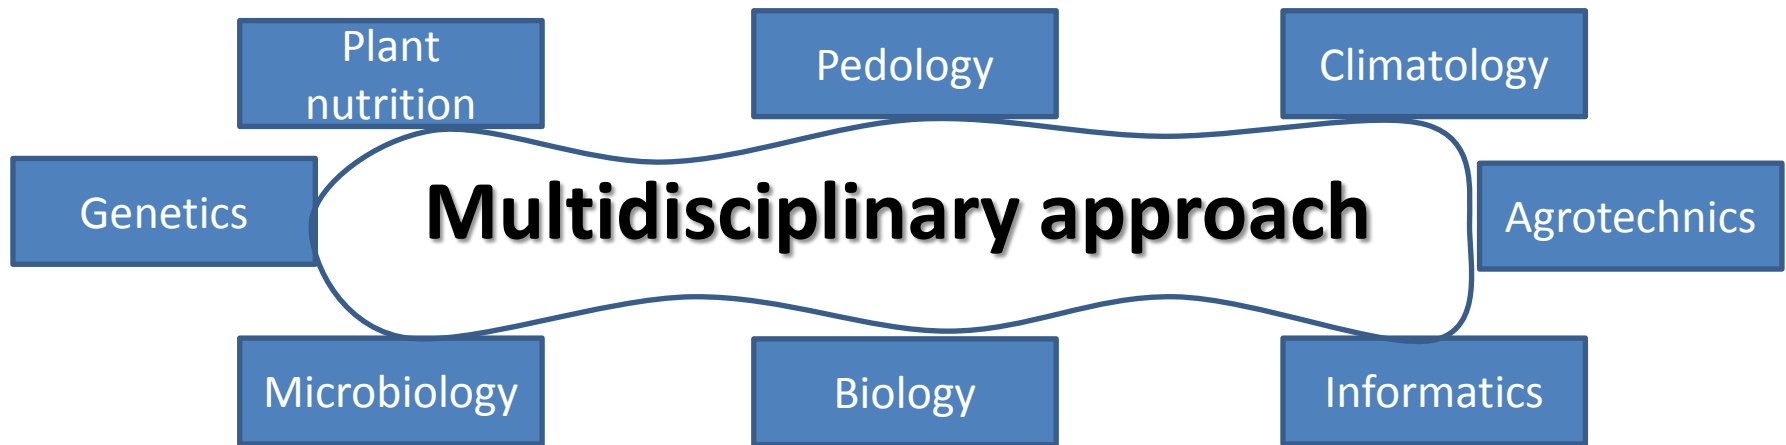 Plant
nutrition
Pedology
Climatology
Genetics
Multidisciplinary approach
Agrotechnics
Microbiology
Biology
Informatics